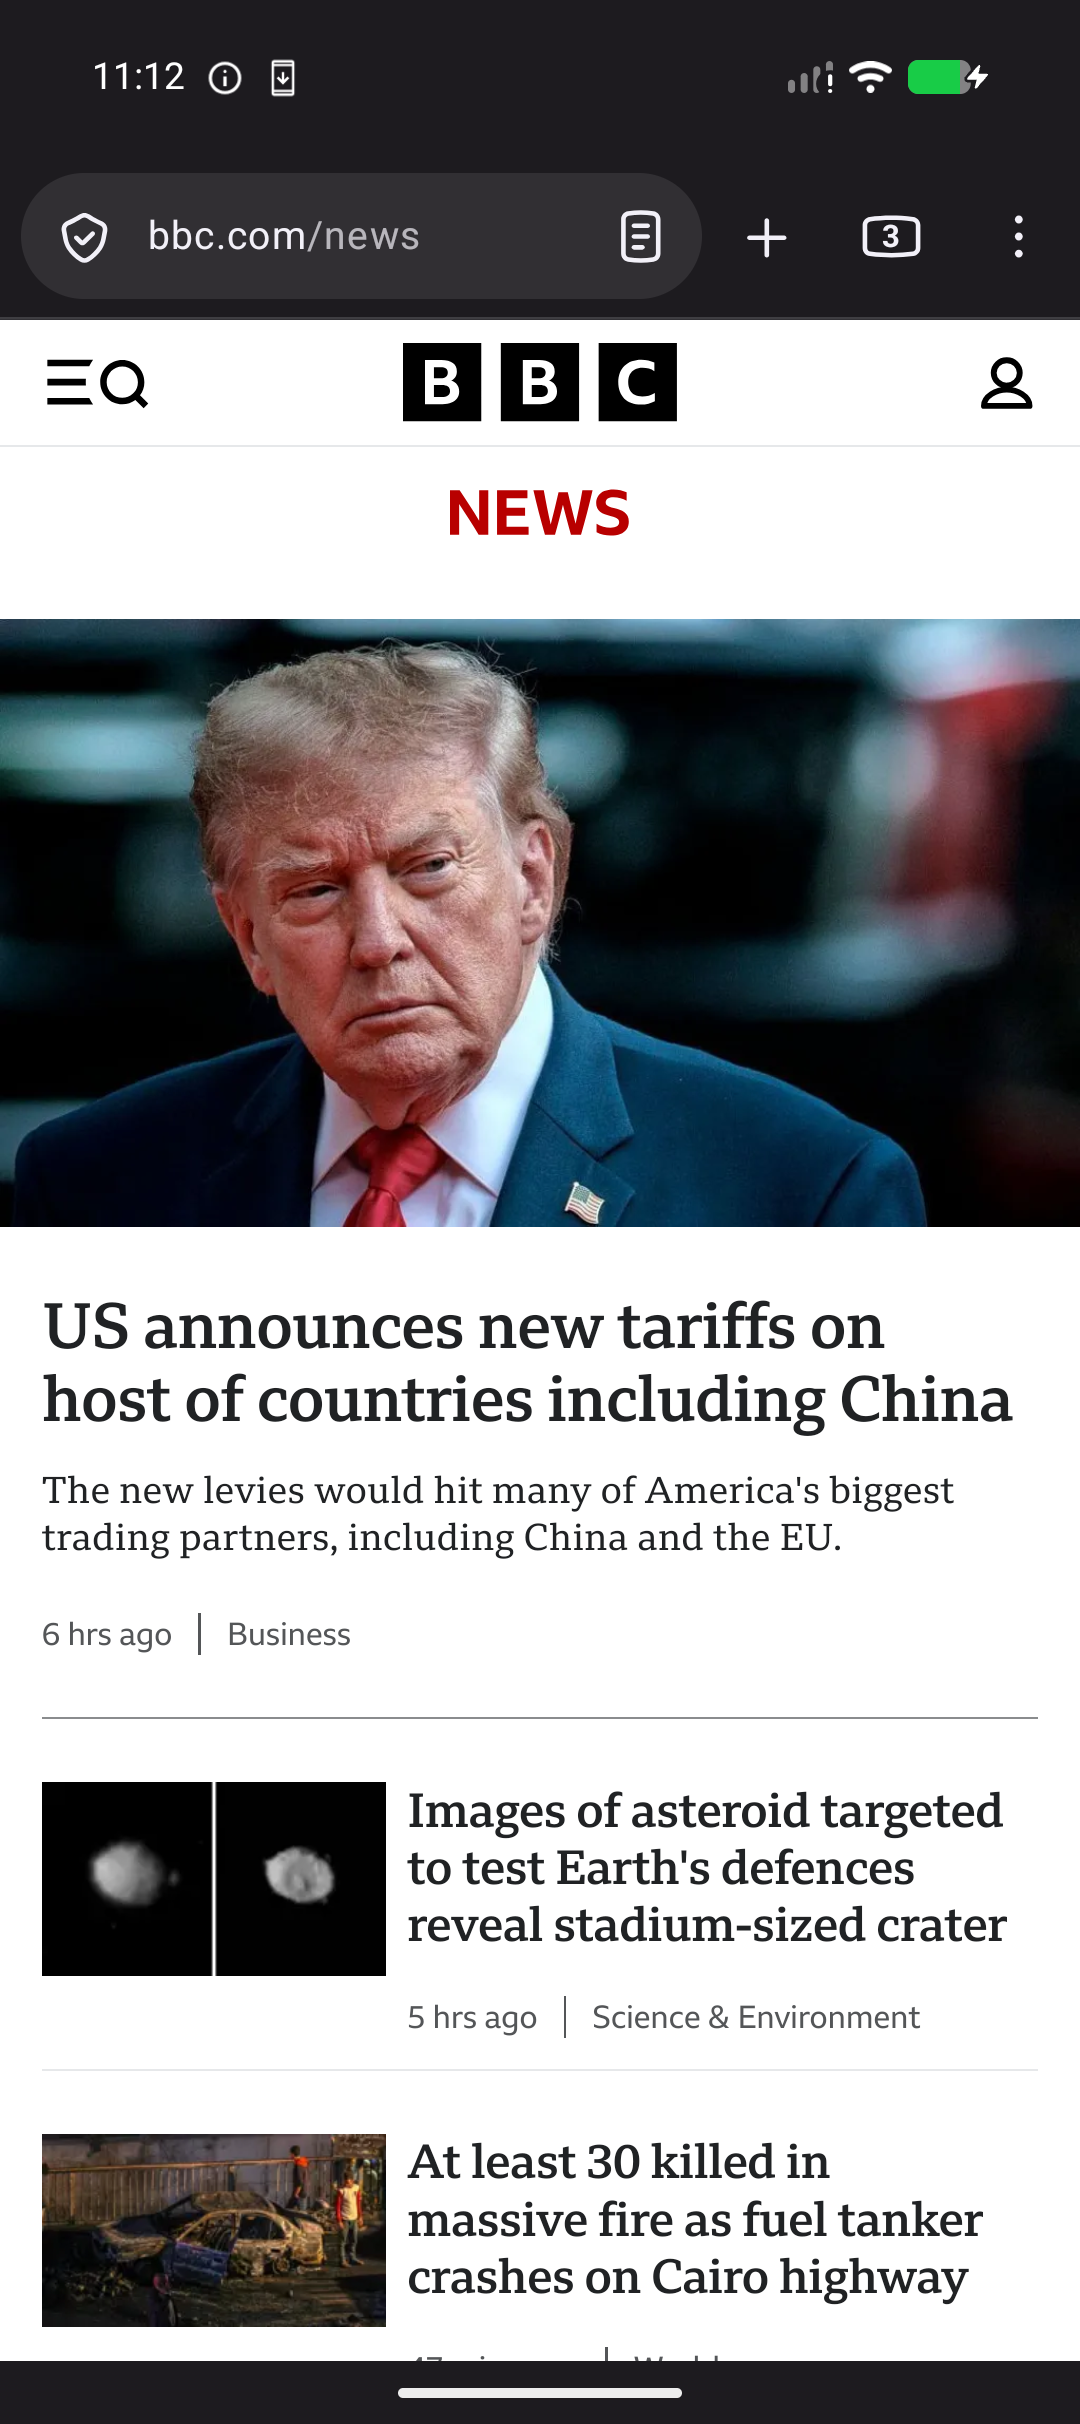 11:12
bbc.com/news
3
BBC
NEWS
US announces new tariffs on
host of countries including China
The new levies would hit many of America's biggest
trading partners, including China and the EU.
6 hrs ago | Business
Images of asteroid targeted
to test Earth's defences
reveal stadium-sized crater
5 hrs ago | Science & Environment
At least 30 killed in
massive fire as fuel tanker
crashes on Cairo highway